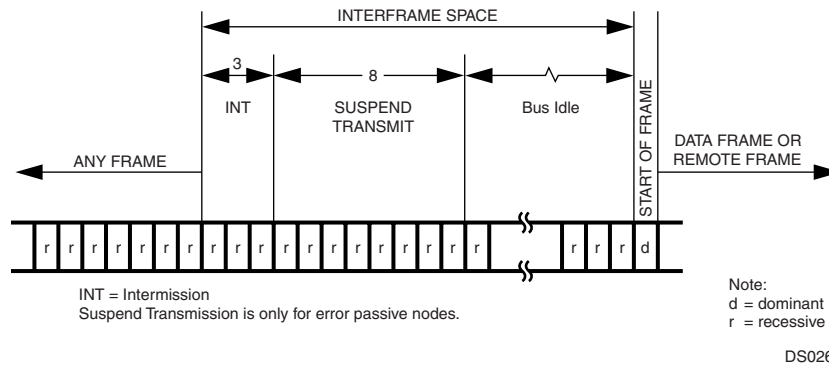 INTERFRAME SPACE
3
8
INT
SUSPEND
TRANSMIT
Bus Idle
START OF FRAME
ANY FRAME
DATA FRAME OR
REMOTE FRAME
r r r r r r r r r r r r r r r r r r r r r r r d
INT = Intermission
Suspend Transmission is only for error passive nodes.
Note:
d = dominant
r = recessive
DS026